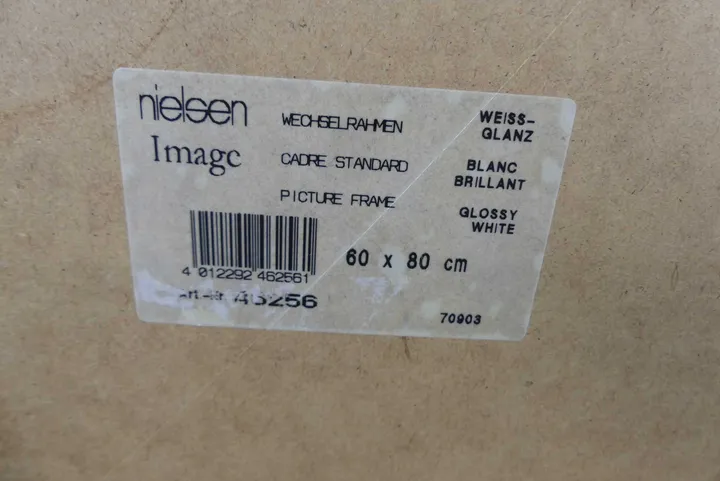 nielsen
Image
WECHSELRAHMEN
CADRE STANDARD
PICTURE FRAME
WEISS-
GLANZ
BLANC
BRILLANT
GLOSSY
WHITE
4 012292 462561
60 x 80 cm
46256
70903